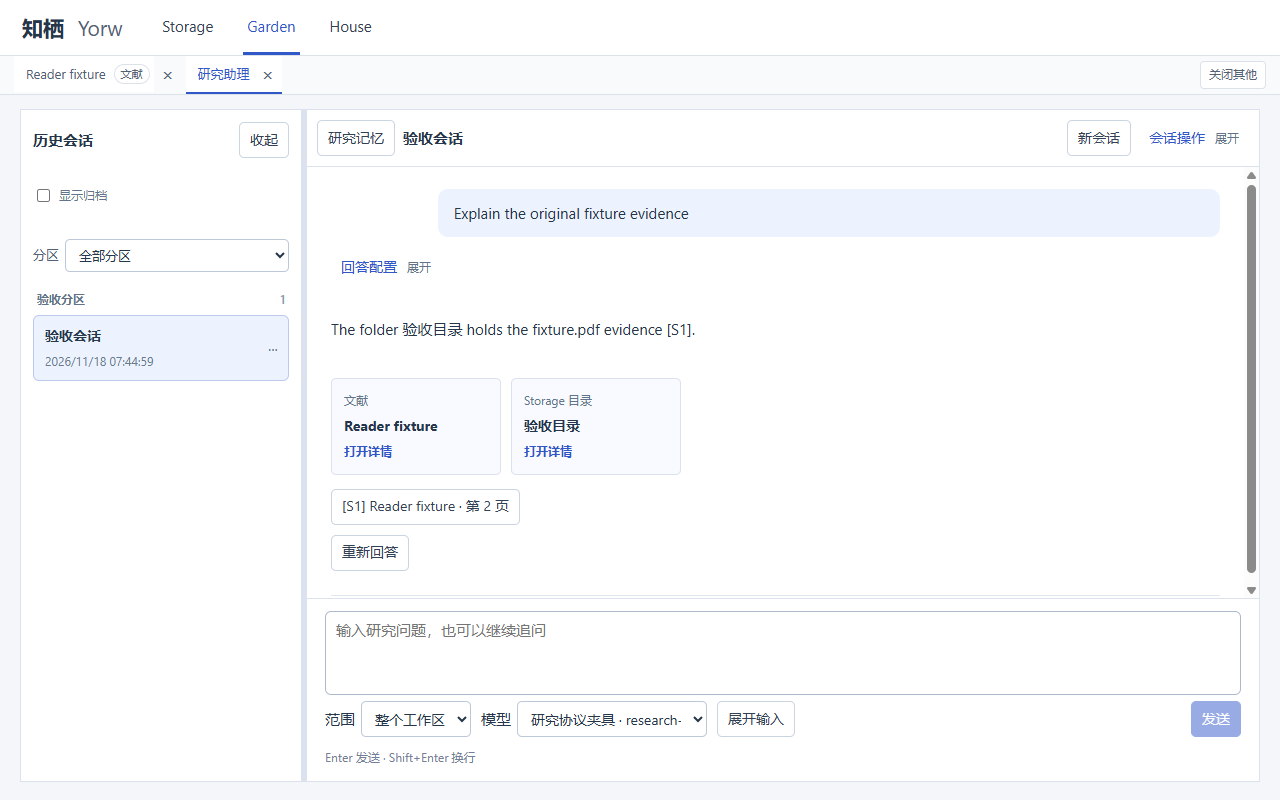 知栖 Yorw Storage Garden House
Reader fixture 文献 × 研究助理 × 关闭其他
历史会话 收起
显示归档
分区 全部分区
验收分区 1
验收会话
2026/11/18 07:44:59
...
研究记忆 验收会话 新会话 会话操作 展开
Explain the original fixture evidence
回答配置 展开
The folder 验收目录 holds the fixture.pdf evidence [S1].
文献
Reader fixture
打开详情
Storage 目录
验收目录
打开详情
[S1] Reader fixture · 第 2 页
重新回答
输入研究问题，也可以继续追问
范围 整个工作区 模型 研究协议夹具 · research- 展开输入 发送
Enter 发送 · Shift+Enter 换行